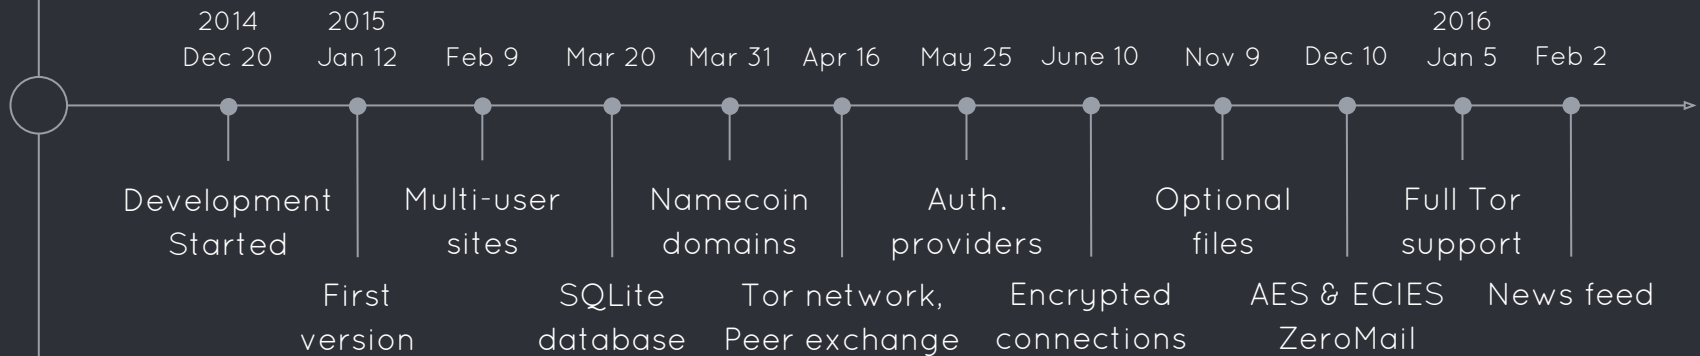 2014 2015 2016
Dec 20 Jan 12 Feb 9 Mar 20 Mar 31 Apr 16 May 25 June 10 Nov 9 Dec 10 Jan 5 Feb 2
Development Multi-user Namecoin Auth. Optional Full Tor
Started sites domains providers files support
First SQLite Tor network, Encrypted AES & ECIES News feed
version database Peer exchange connections ZeroMail